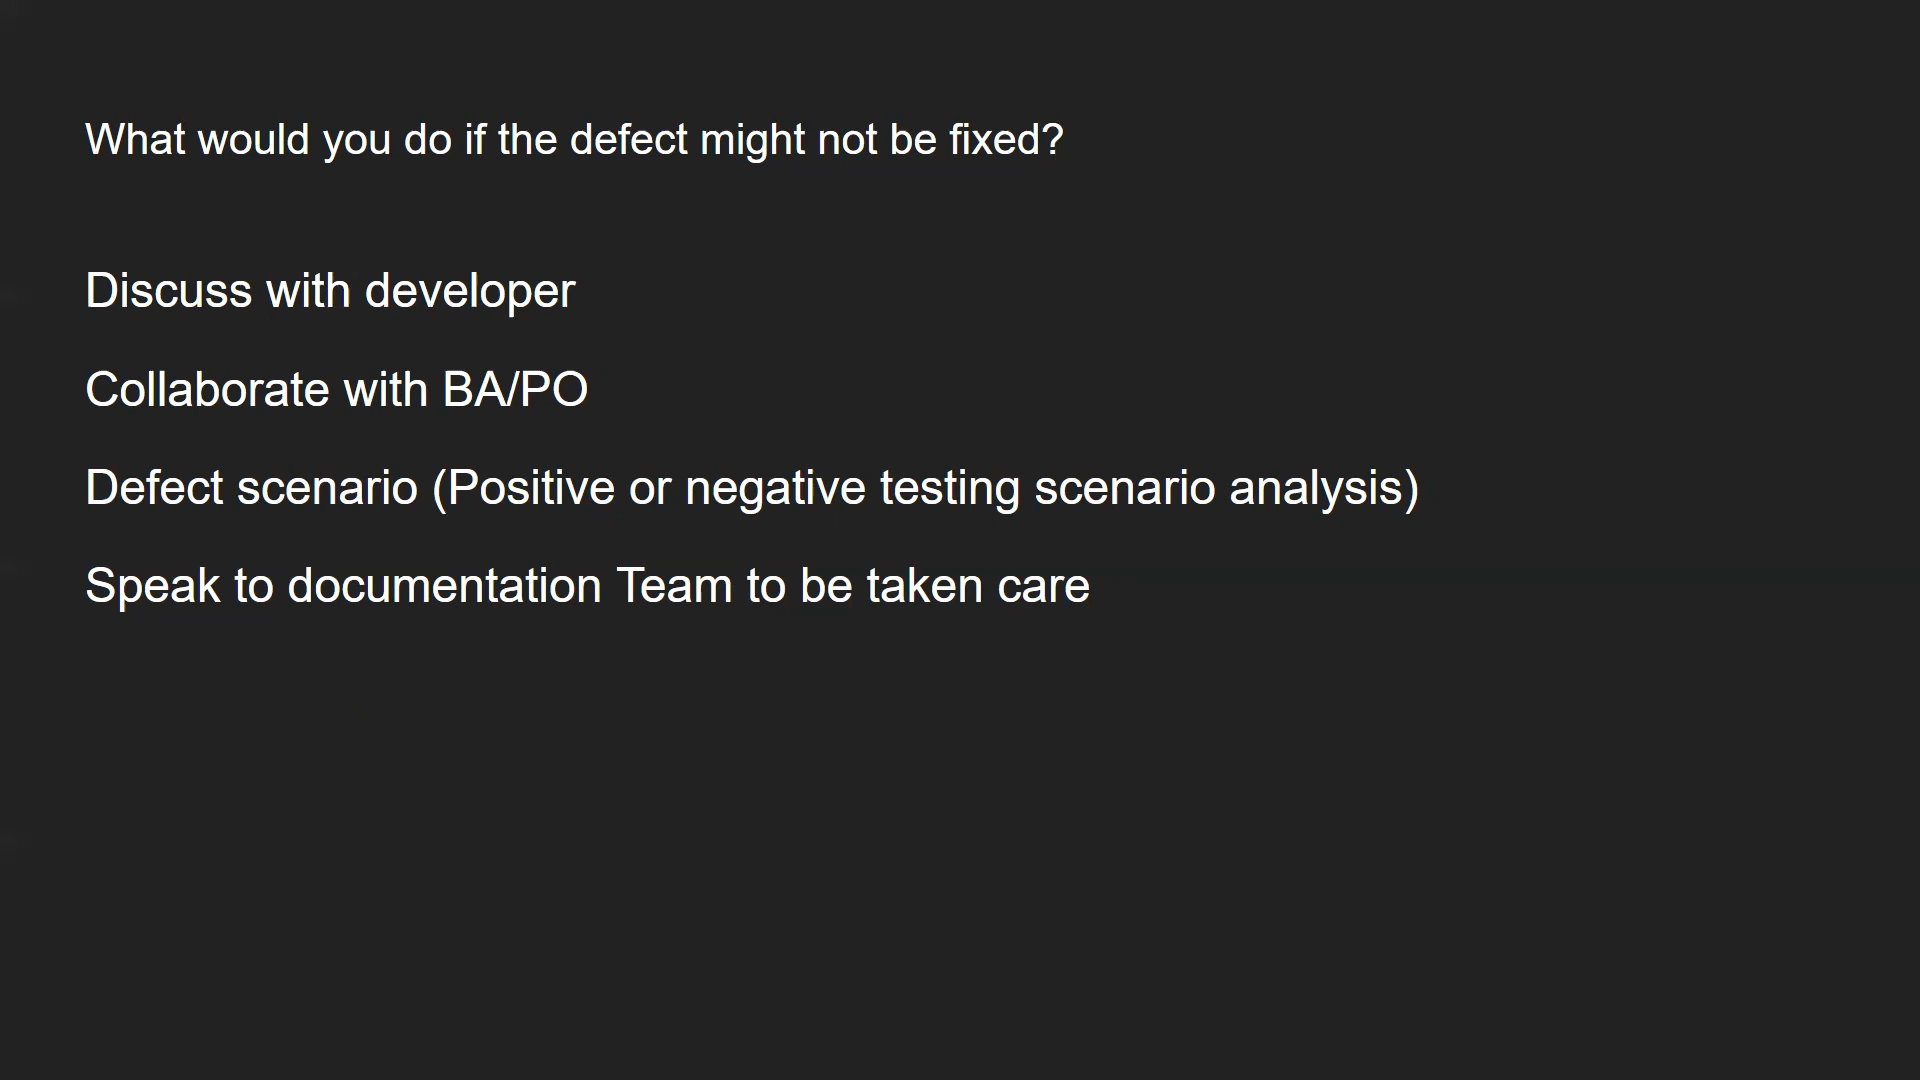 What would you do if the defect might not be fixed?
Discuss with developer
Collaborate with BA/PO
Defect scenario (Positive or negative testing scenario analysis)
Speak to documentation Team to be taken care